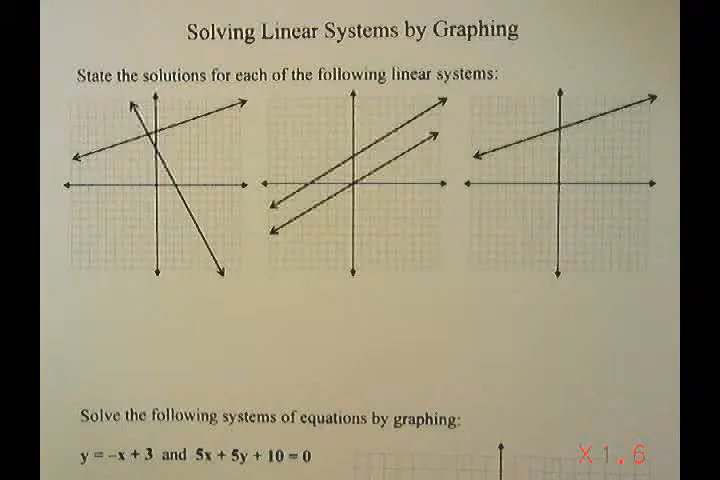 Solving Linear Systems by Graphing
State the solutions for each of the following linear systems:
Solve the following systems of equations by graphing:
y = -x + 3 and 5x + 5y + 10 = 0
X1.6